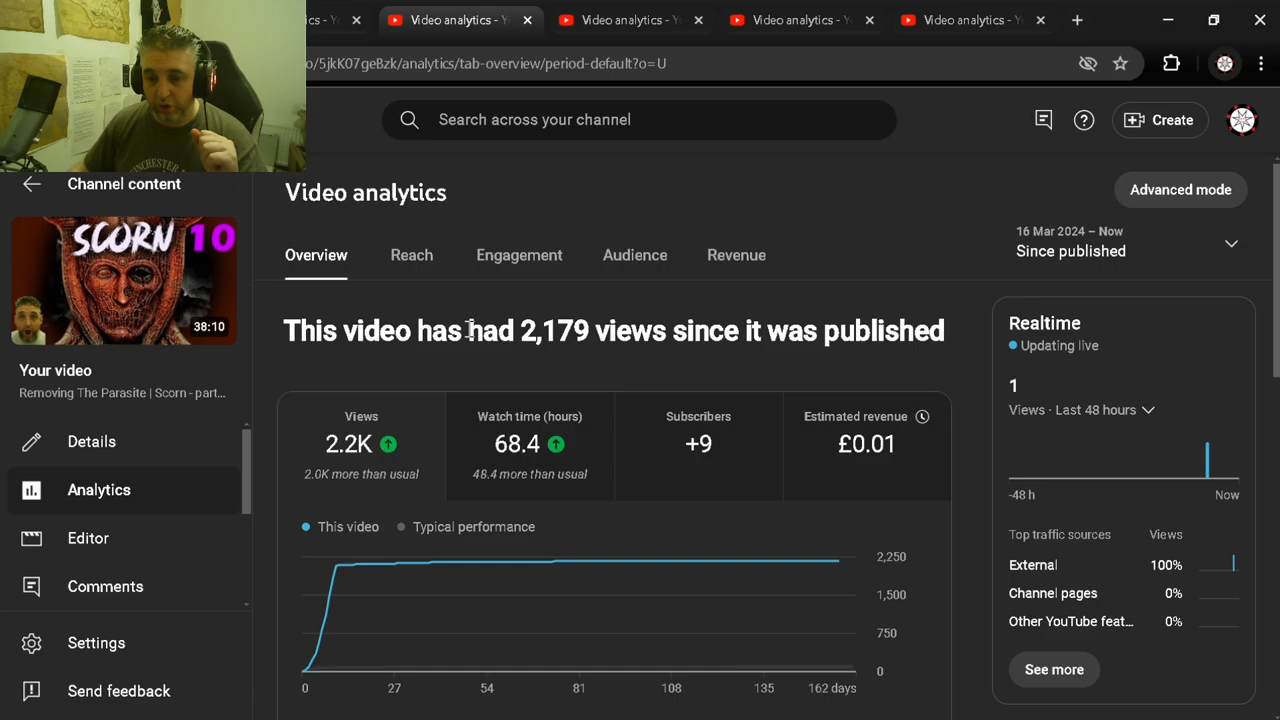 cs -
Video analytics - Y
Video analytics - Y
Video analytics - Y
Video analytics - Y
o/5jkK07geBzk/analytics/tab-overview/period-default?o=U
Search across your channel
Create
WINCHESTER
Channel content
SCORN 10
38:10
Your video
Removing The Parasite | Scorn - part...
Details
Analytics
Editor
Comments
Settings
Send feedback
Video analytics
Advanced mode
16 Mar 2024 – Now
Since published
Overview
Reach
Engagement
Audience
Revenue
This video has had 2,179 views since it was published
Views
2.2K
2.0K more than usual
Watch time (hours)
68.4
48.4 more than usual
Subscribers
+9
Estimated revenue
£0.01
This video
Typical performance
2,250
1,500
750
0
0
27
54
81
108
135
162 days
Realtime
Updating live
1
Views · Last 48 hours
-48 h
Now
Top traffic sources
Views
External
100%
Channel pages
0%
Other YouTube feat...
0%
See more